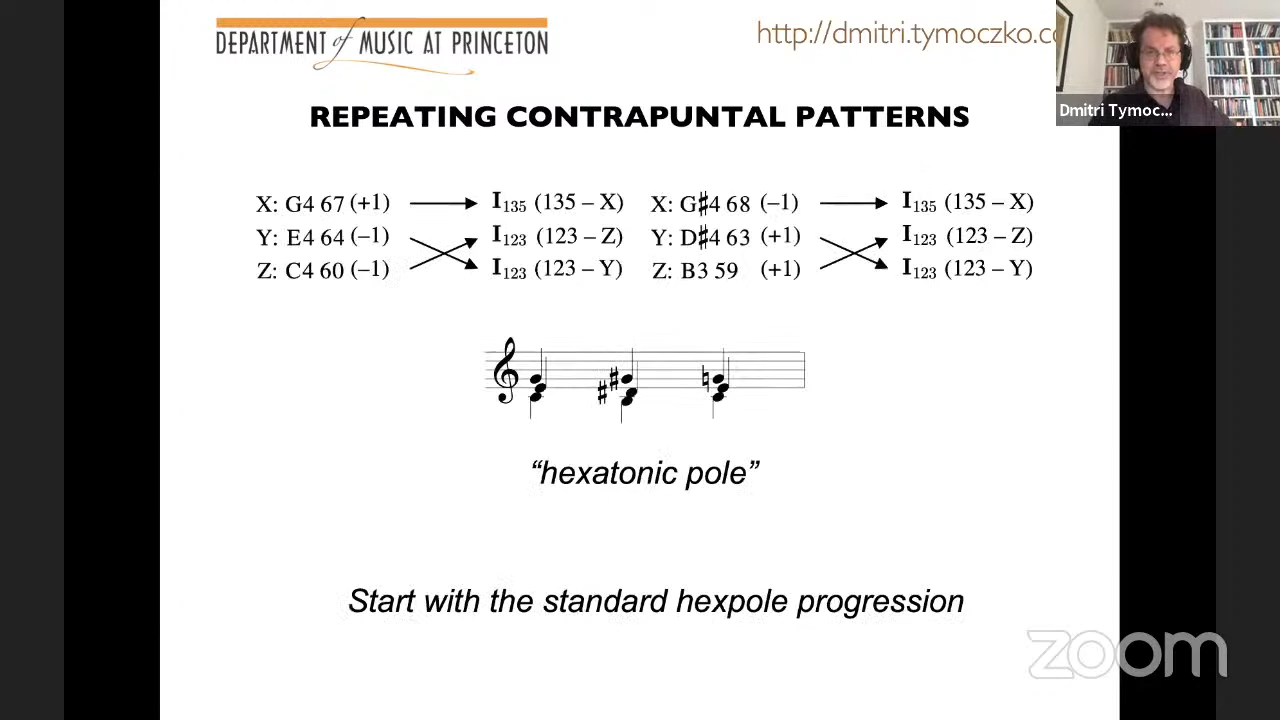 DEPARTMENT of MUSIC AT PRINCETON
http://dmitri.tymoczko.co
Dmitri Tymoc...
REPEATING CONTRAPUNTAL PATTERNS
X: G4 67 (+1) → I₁₃₅ (135 – X) X: G♯4 68 (–1) → I₁₃₅ (135 – X)
Y: E4 64 (–1) I₁₂₃ (123 – Z) Y: D♯4 63 (+1) I₁₂₃ (123 – Z)
Z: C4 60 (–1) I₁₂₃ (123 – Y) Z: B3 59 (+1) I₁₂₃ (123 – Y)
“hexatonic pole”
Start with the standard hexpole progression
zoom